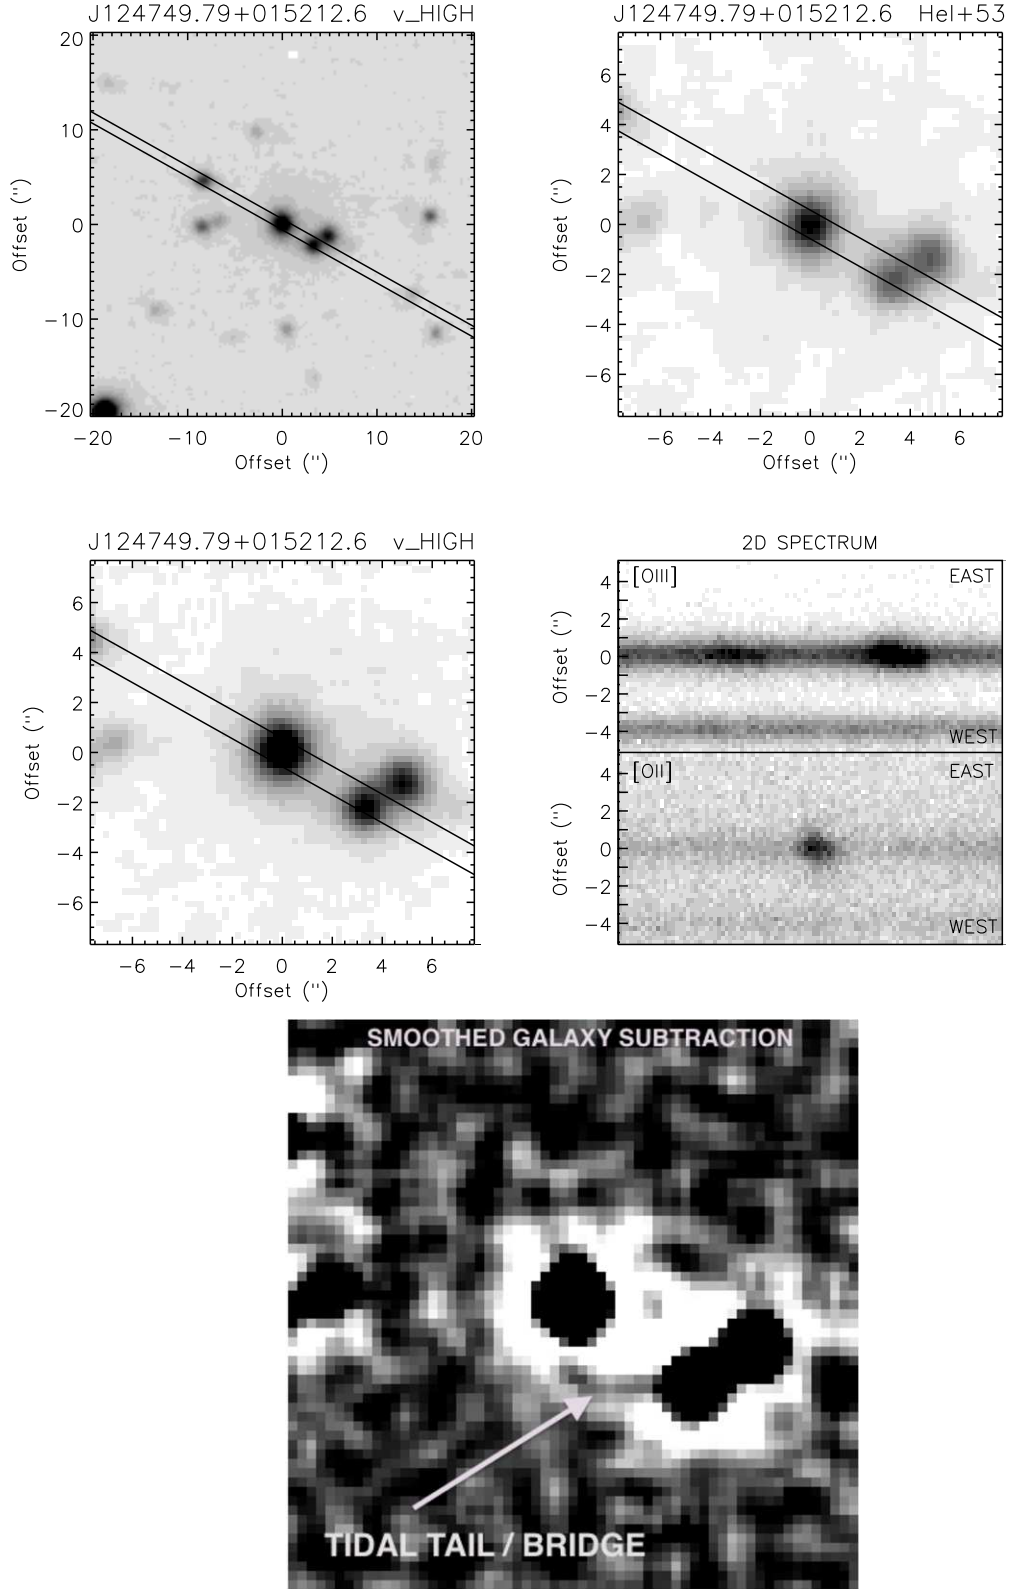 J124749.79+015212.6 v_HIGH
20
10
0
−10
−20
Offset (")
−20 −10 0 10 20
Offset (")
J124749.79+015212.6 HeI+53
6
4
2
0
−2
−4
−6
Offset (")
−6 −4 −2 0 2 4 6
Offset (")
J124749.79+015212.6 v_HIGH
6
4
2
0
−2
−4
−6
Offset (")
−6 −4 −2 0 2 4 6
Offset (")
2D SPECTRUM
[OIII] EAST
4
2
0
−2
−4
Offset (")
WEST
[OII] EAST
4
2
0
−2
−4
Offset (")
WEST
SMOOTHED GALAXY SUBTRACTION
TIDAL TAIL / BRIDGE